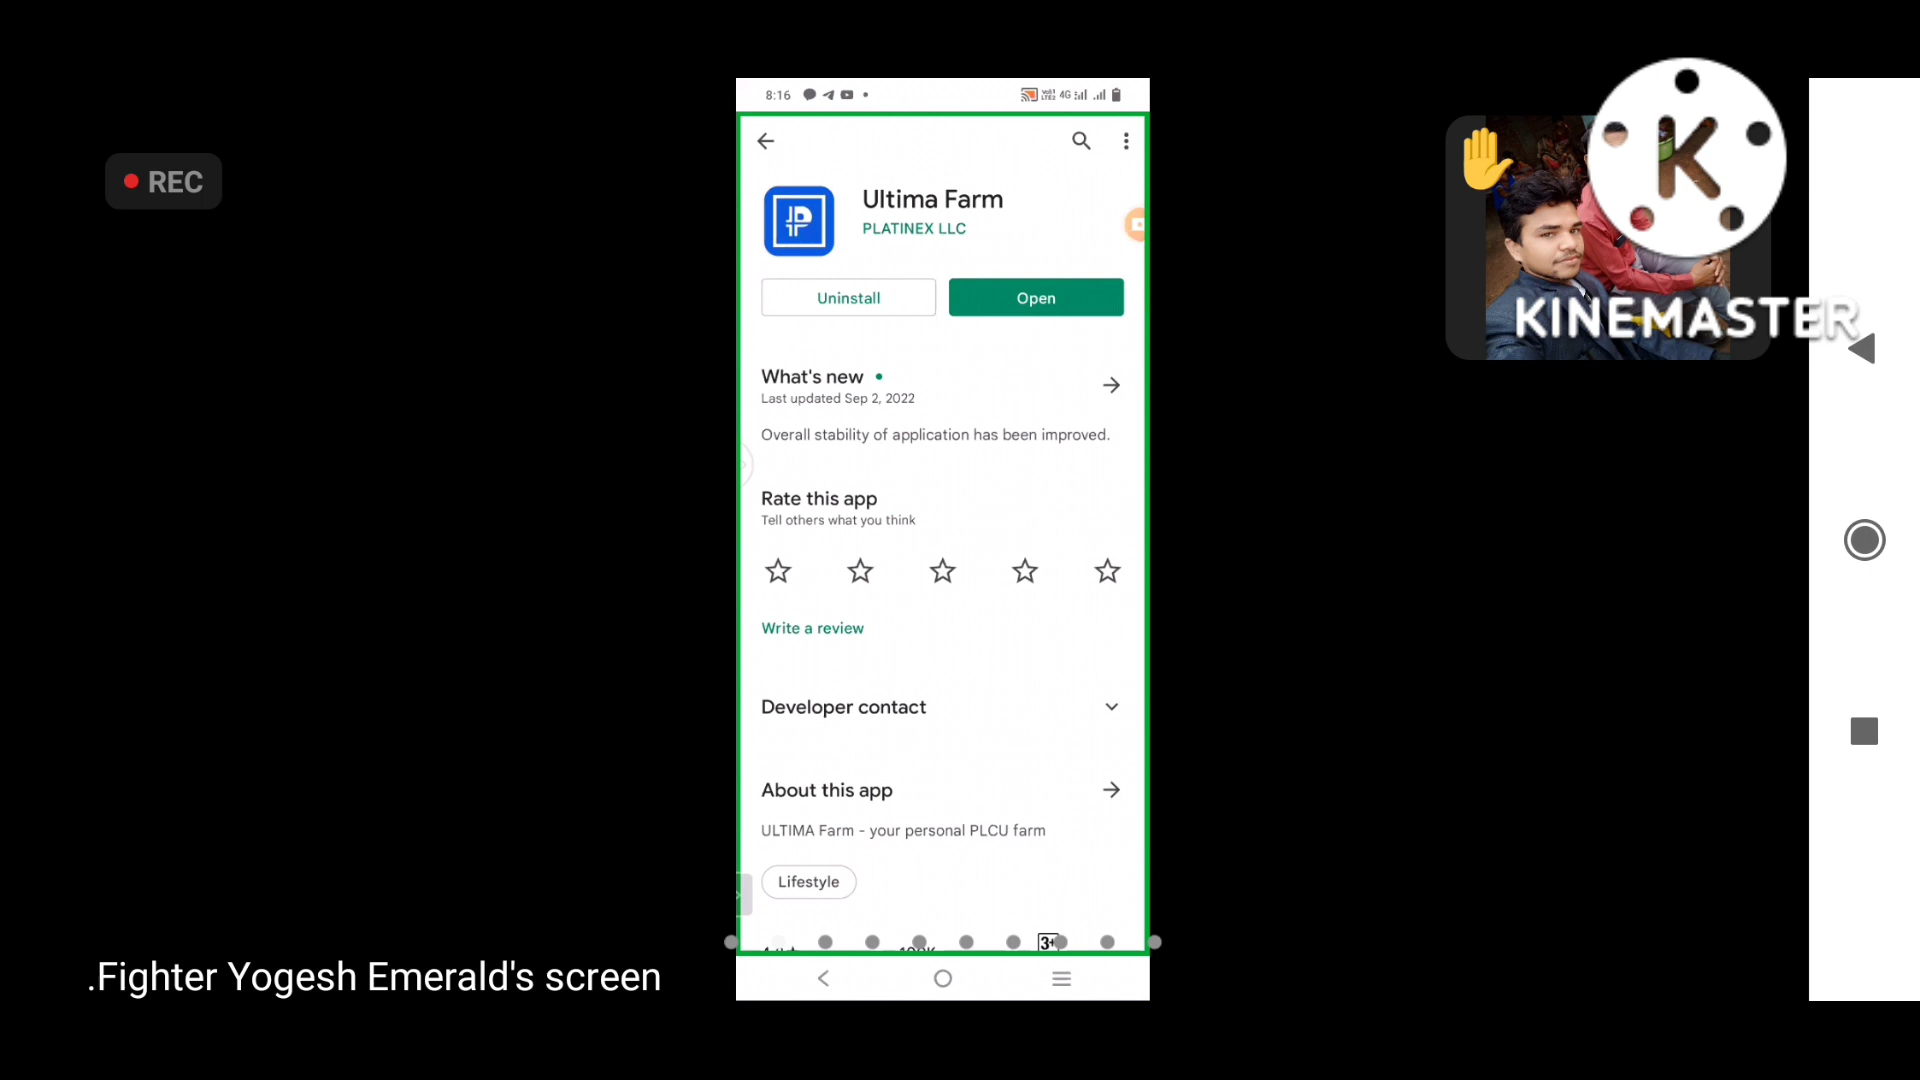 8:16
4G
REC
Ultima Farm
PLATINEX LLC
Uninstall
Open
What's new
Last updated Sep 2, 2022
Overall stability of application has been improved.
Rate this app
Tell others what you think
Write a review
Developer contact
About this app
ULTIMA Farm - your personal PLCU farm
Lifestyle
3+
.Fighter Yogesh Emerald's screen
K
KINEMASTER